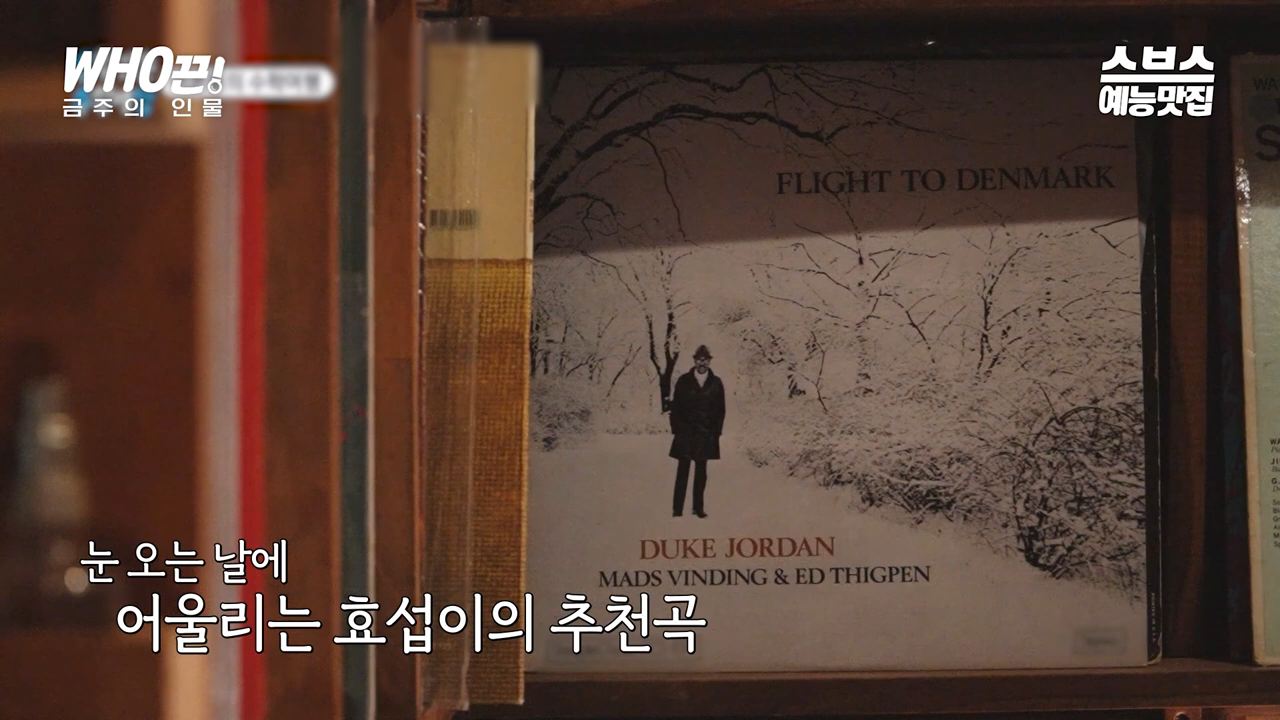 WHO끈!
금주의 인물
스브스
예능맛집
FLIGHT TO DENMARK
DUKE JORDAN
MADS VINDING & ED THIGPEN
눈 오는 날에
어울리는 효섭이의 추천곡